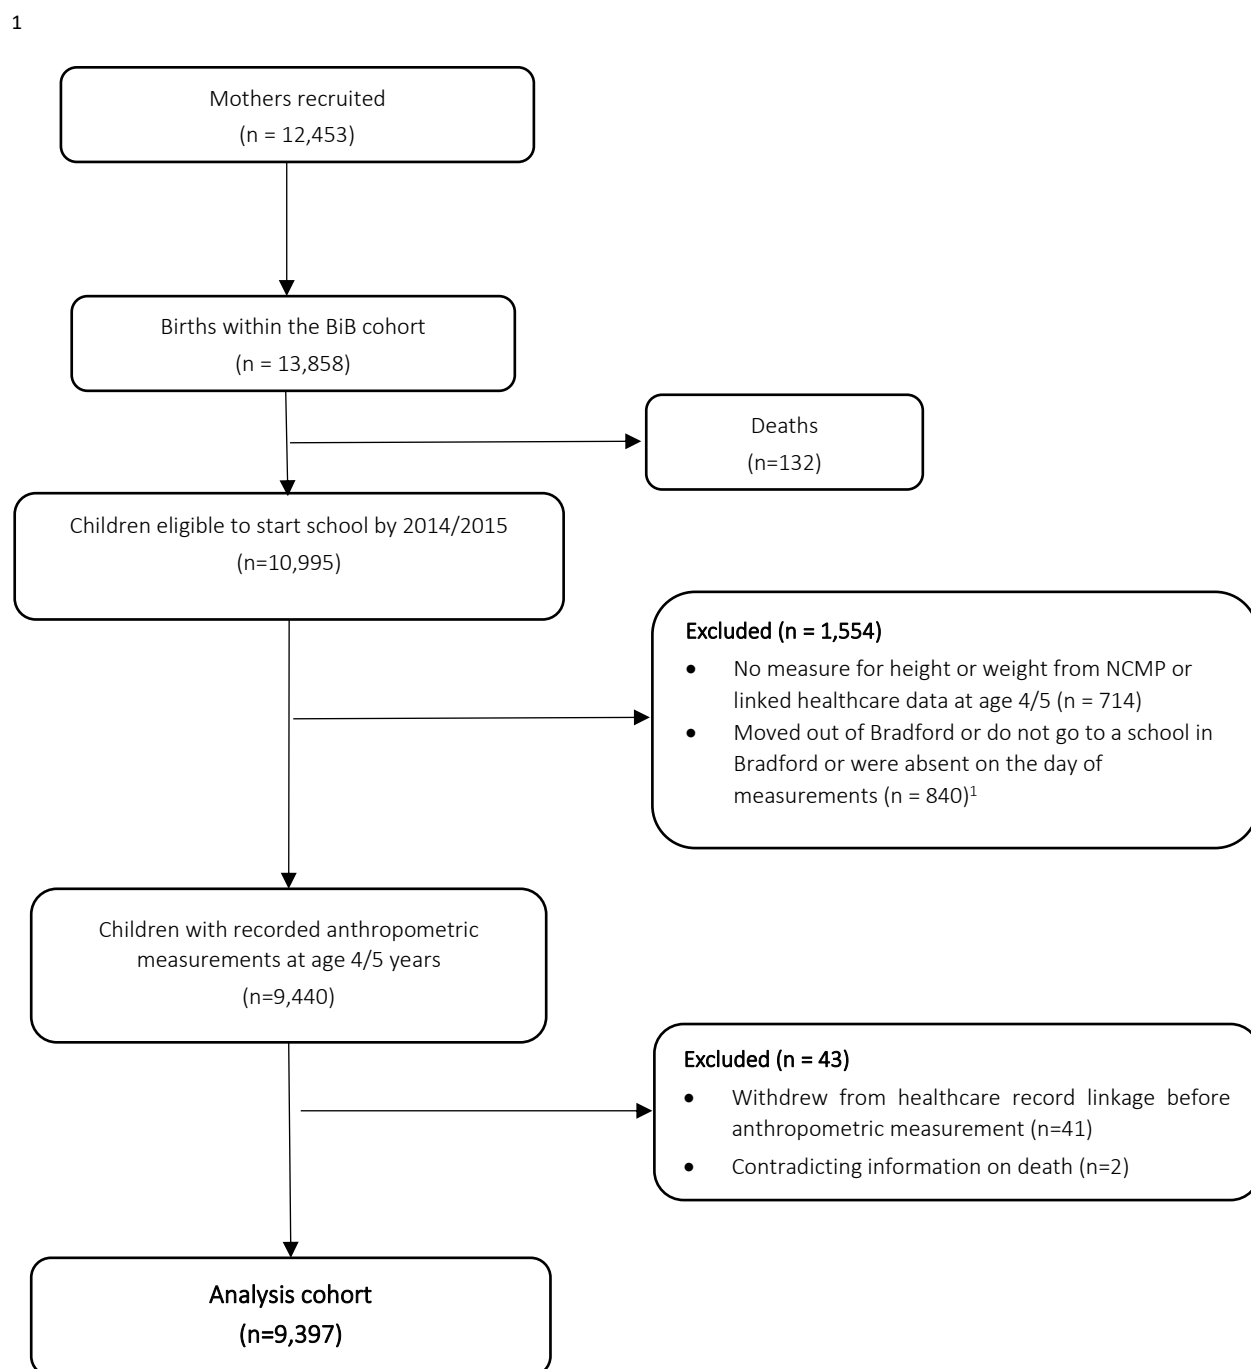 1
Mothers recruited
(n = 12,453)
Births within the BiB cohort
(n = 13,858)
Deaths
(n=132)
Children eligible to start school by 2014/2015
(n=10,995)
Excluded (n = 1,554)
• No measure for height or weight from NCMP or
linked healthcare data at age 4/5 (n = 714)
• Moved out of Bradford or do not go to a school in
Bradford or were absent on the day of
measurements (n = 840)¹
Children with recorded anthropometric
measurements at age 4/5 years
(n=9,440)
Excluded (n = 43)
• Withdrew from healthcare record linkage before
anthropometric measurement (n=41)
• Contradicting information on death (n=2)
Analysis cohort
(n=9,397)